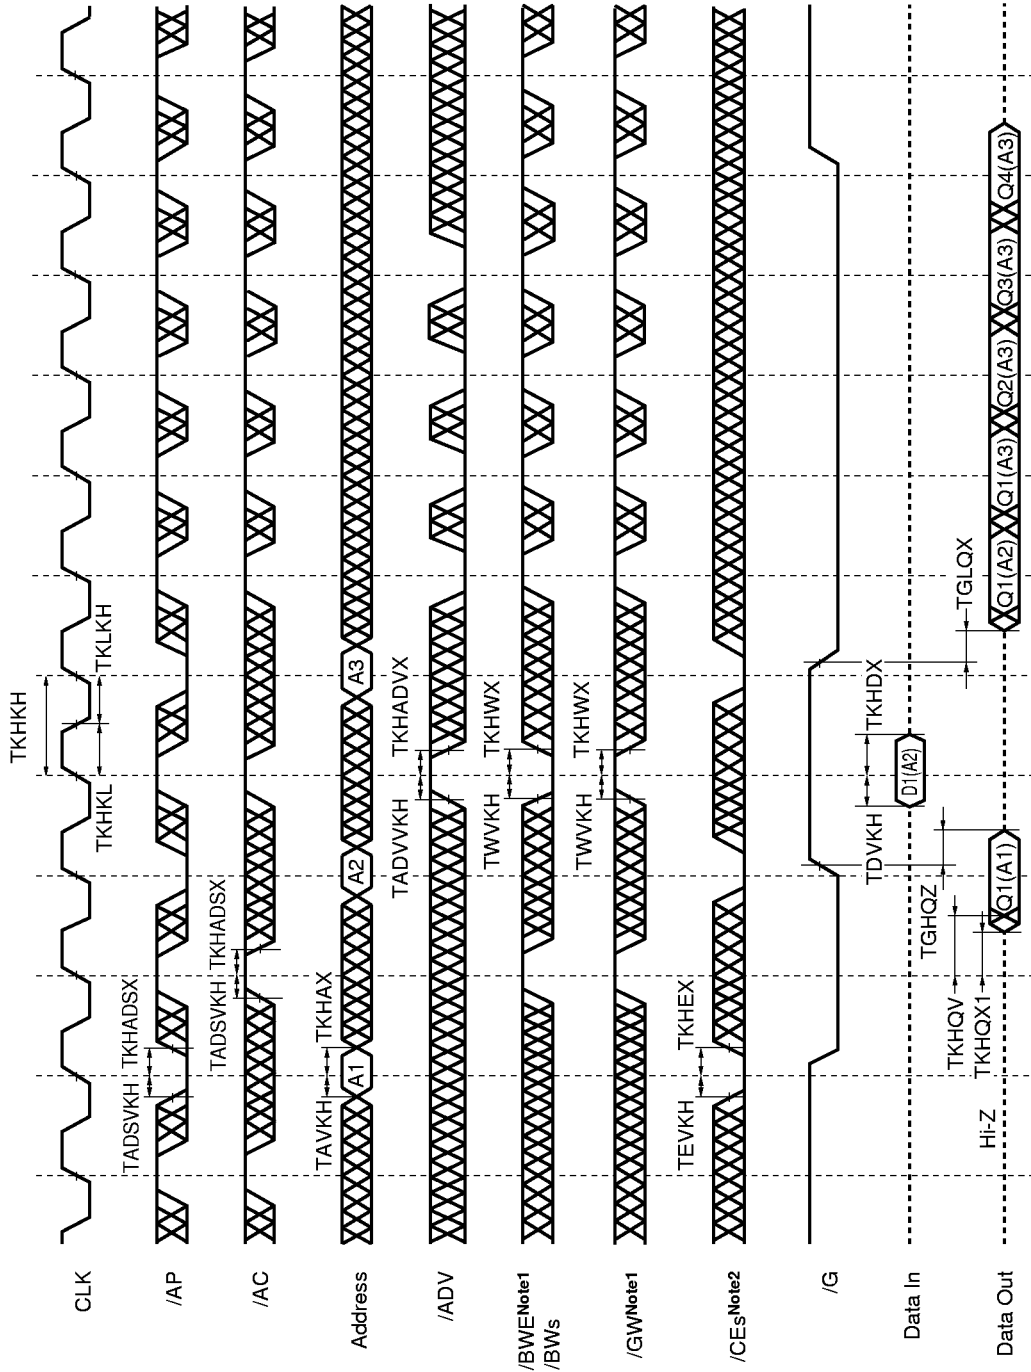 TKHKH
TKHKL
TKLKH
CLK
TADSVKH
TKHADSX
/AP
TADSVKH
TKHADSX
/AC
TAVKH
TKHAX
Address
A1
A2
A3
TADVVKH
TKHADVX
/ADV
TWVKH
TKHWX
/BWENote1
/BWs
TWVKH
TKHWX
/GWNote1
TEVKH
TKHEX
/CEsNote2
/G
TDVKH
TKHDX
Data In
D1(A2)
TGHQZ
TGLQX
TKHQV
TKHQX1
Hi-Z
Data Out
Q1(A1)
Q1(A2)
Q1(A3)
Q2(A3)
Q3(A3)
Q4(A3)